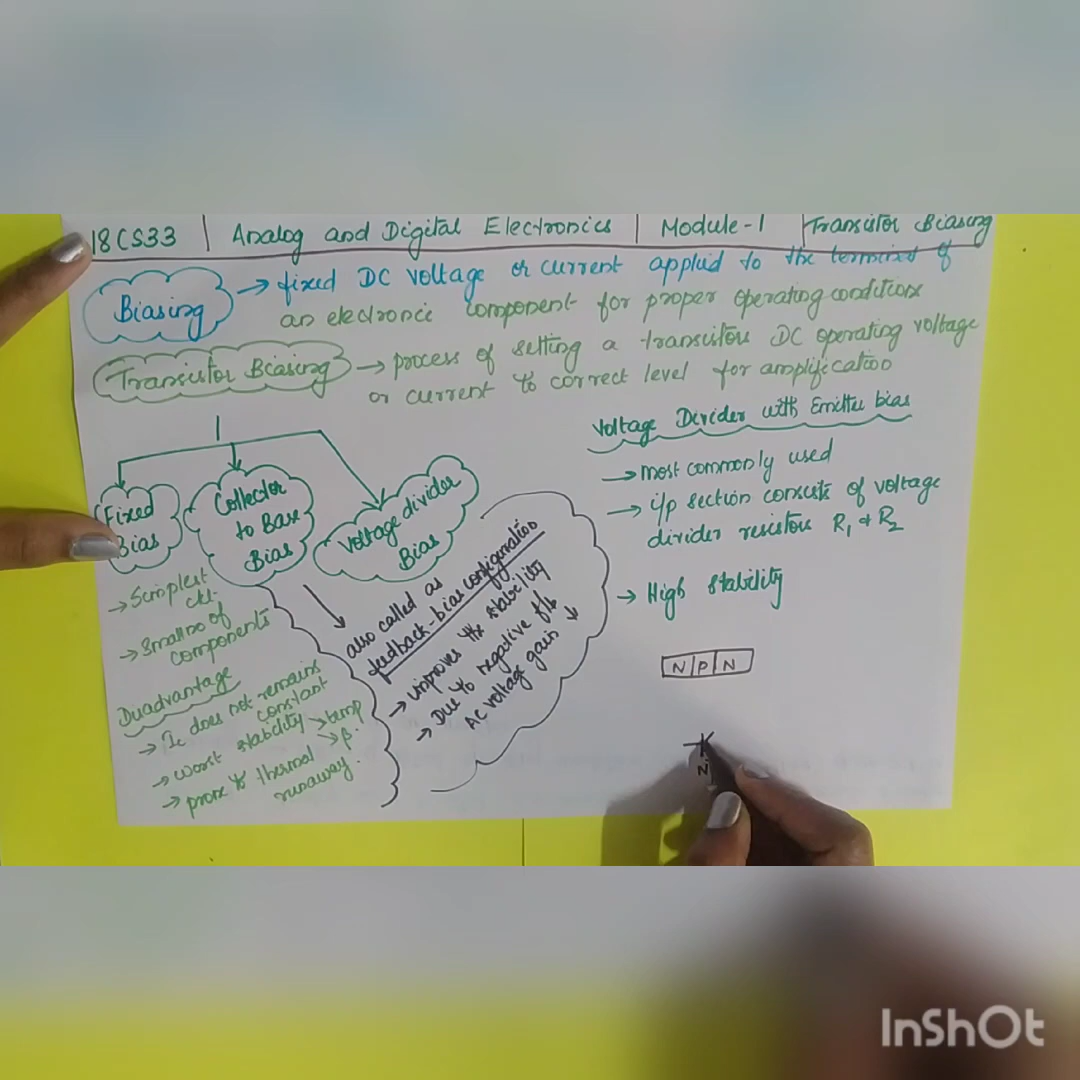 18CS33 | Analog and Digital Electronics | Module-1 | Transistor Biasing
Biasing → fixed DC voltage or current applied to the terminal of
an electronic component for proper operating condition
Transistor Biasing → process of setting a transistors DC operating voltage
or current to correct level for amplification
Fixed
Bias
→ Simplest
ckt.
→ Small no of
components
Disadvantage
→ Ic does not remains
constant
→ worst stability → temp
→ β.
→ prone to thermal
runaway.
Collector
to Base
Bias
Voltage divider
Bias
also called as
feedback-bias configuration
→ improves the stability
→ Due to negative f/b
AC voltage gain ↓
Voltage Divider with Emitter bias
→ most commonly used
→ i/p section consists of voltage
divider resistors R1 & R2
→ High stability
N P N
N
InShOt